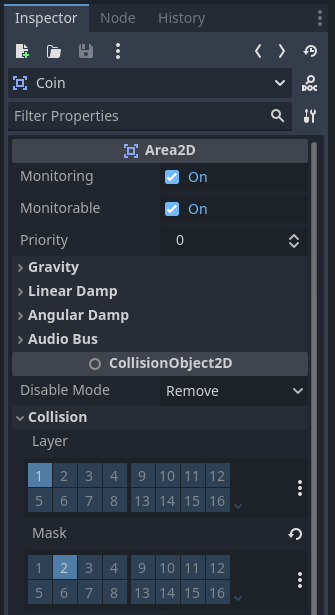 Inspector Node History
Coin
DOC
Filter Properties
Area2D
Monitoring On
Monitorable On
Priority 0
Gravity
Linear Damp
Angular Damp
Audio Bus
CollisionObject2D
Disable Mode Remove
Collision
Layer
1 2 3 4 9 10 11 12
5 6 7 8 13 14 15 16
Mask
1 2 3 4 9 10 11 12
5 6 7 8 13 14 15 16